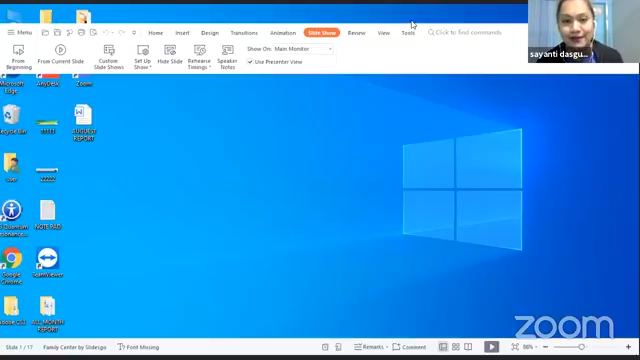 Menu Home Insert Design Transitions Animation Slide Show Review View Tools Click to find commands
From Beginning
From Current Slide
Custom Slide Shows
Set Up Show
Hide Slide
Rehearse Timings
Speaker Notes
Show On: Main Monitor
Use Presenter View
sayanti dasgu...
Microsoft Edge
AnyDesk
Zoom
Recycle Bin
11111
AUGUST REPORT
22222
NOTE PAD
Google Chrome
TeamViewer
ALL MONTH REPORT
zoom
Slide 1 / 17 Family Center by Slidesgo Font Missing Remarks Comment 86%